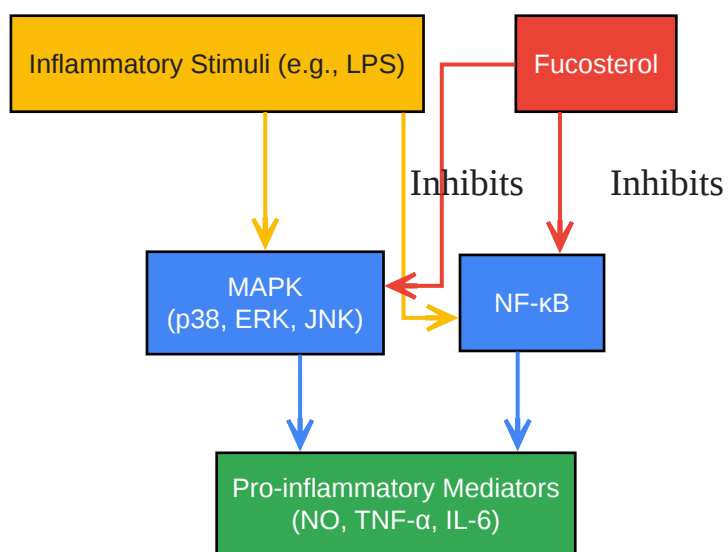 Inflammatory Stimuli (e.g., LPS)
Fucosterol
Inhibits
Inhibits
MAPK
(p38, ERK, JNK)
NF-κB
Pro-inflammatory Mediators
(NO, TNF-α, IL-6)